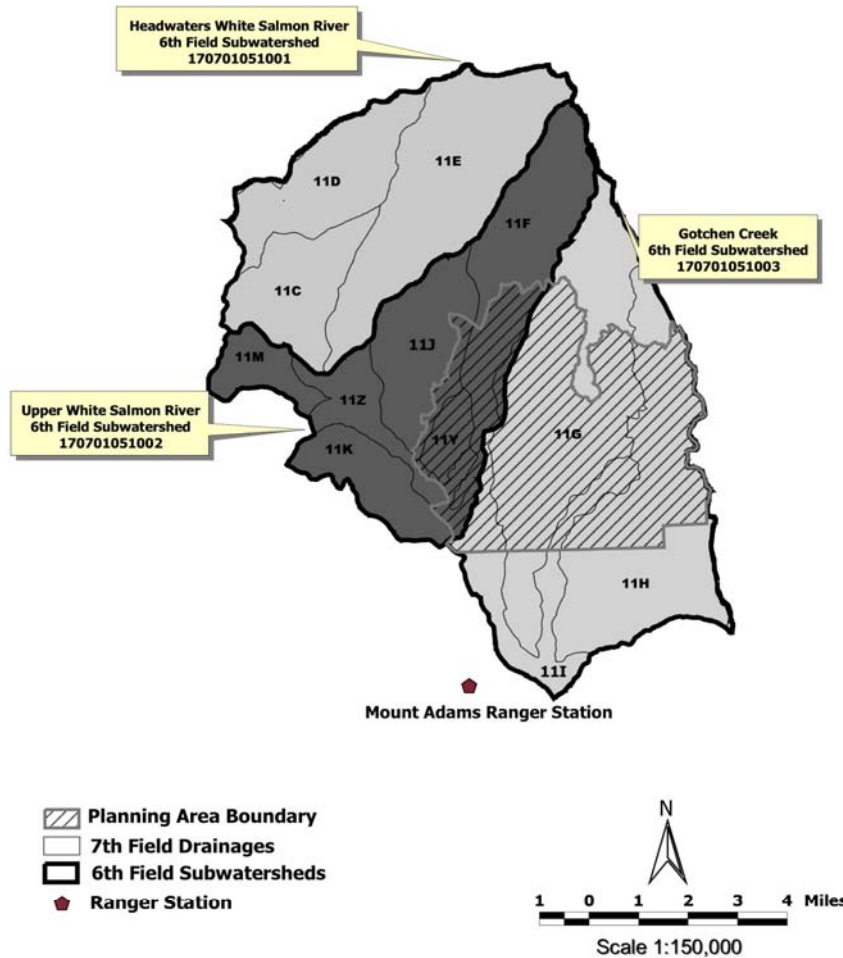 Headwaters White Salmon River
6th Field Subwatershed
170701051001
11D
11E
11F
Gotchen Creek
6th Field Subwatershed
170701051003
11C
11M
11J
11Z
Upper White Salmon River
6th Field Subwatershed
170701051002
11Y
11G
11K
11H
11I
Mount Adams Ranger Station
Planning Area Boundary
7th Field Drainages
6th Field Subwatersheds
Ranger Station
N
1 0 1 2 3 4 Miles
Scale 1:150,000